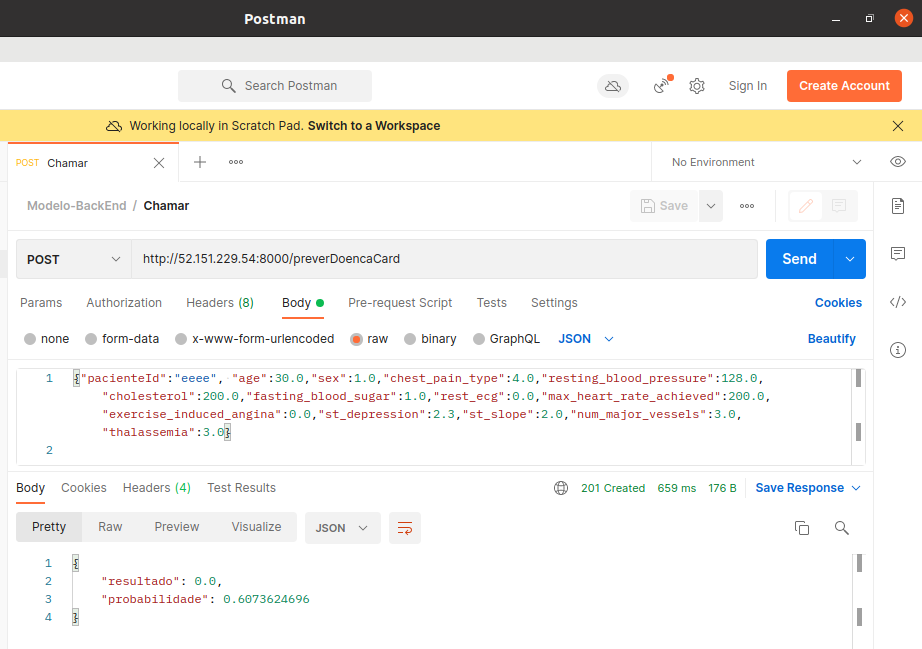 Postman
Search Postman
Sign In
Create Account
Working locally in Scratch Pad. Switch to a Workspace
POST Chamar
No Environment
Modelo-BackEnd / Chamar
Save
POST
http://52.151.229.54:8000/preverDoencaCard
Send
Params Authorization Headers (8) Body Pre-request Script Tests Settings Cookies
none form-data x-www-form-urlencoded raw binary GraphQL JSON Beautify
1 {"pacienteId":"eeee", "age":30.0,"sex":1.0,"chest_pain_type":4.0,"resting_blood_pressure":128.0,
"cholesterol":200.0,"fasting_blood_sugar":1.0,"rest_ecg":0.0,"max_heart_rate_achieved":200.0,
"exercise_induced_angina":0.0,"st_depression":2.3,"st_slope":2.0,"num_major_vessels":3.0,
"thalassemia":3.0}
2
Body Cookies Headers (4) Test Results 201 Created 659 ms 176 B Save Response
Pretty Raw Preview Visualize JSON
1 {
2 "resultado": 0.0,
3 "probabilidade": 0.6073624696
4 }